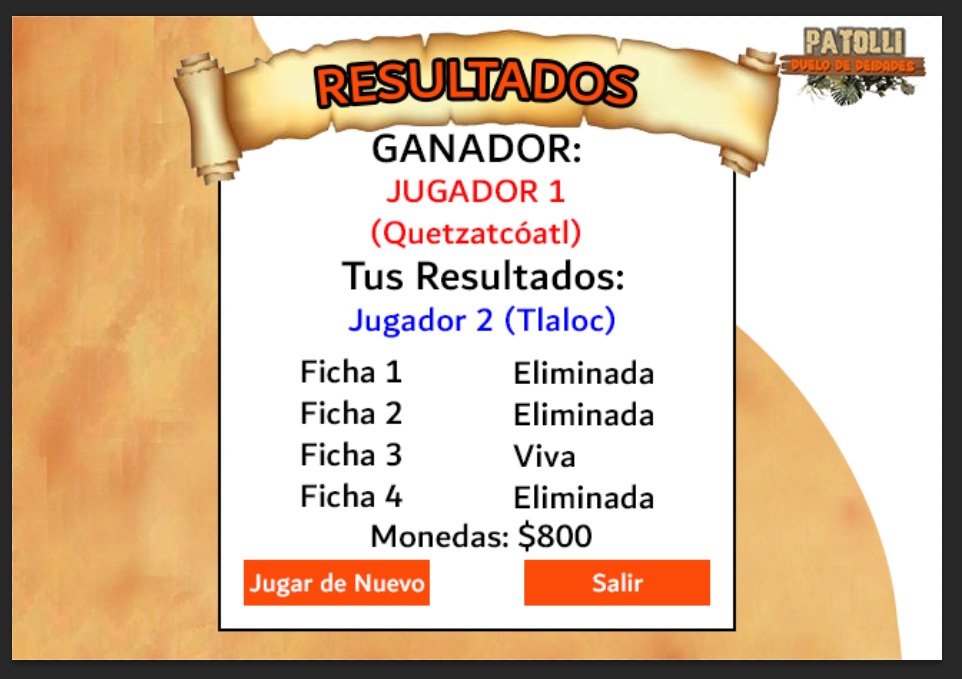 PATOLLI
DUELO DE DEIDADES
RESULTADOS
GANADOR:
JUGADOR 1
(Quetzatcóatl)
Tus Resultados:
Jugador 2 (Tlaloc)
Ficha 1 Eliminada
Ficha 2 Eliminada
Ficha 3 Viva
Ficha 4 Eliminada
Monedas: $800
Jugar de Nuevo Salir